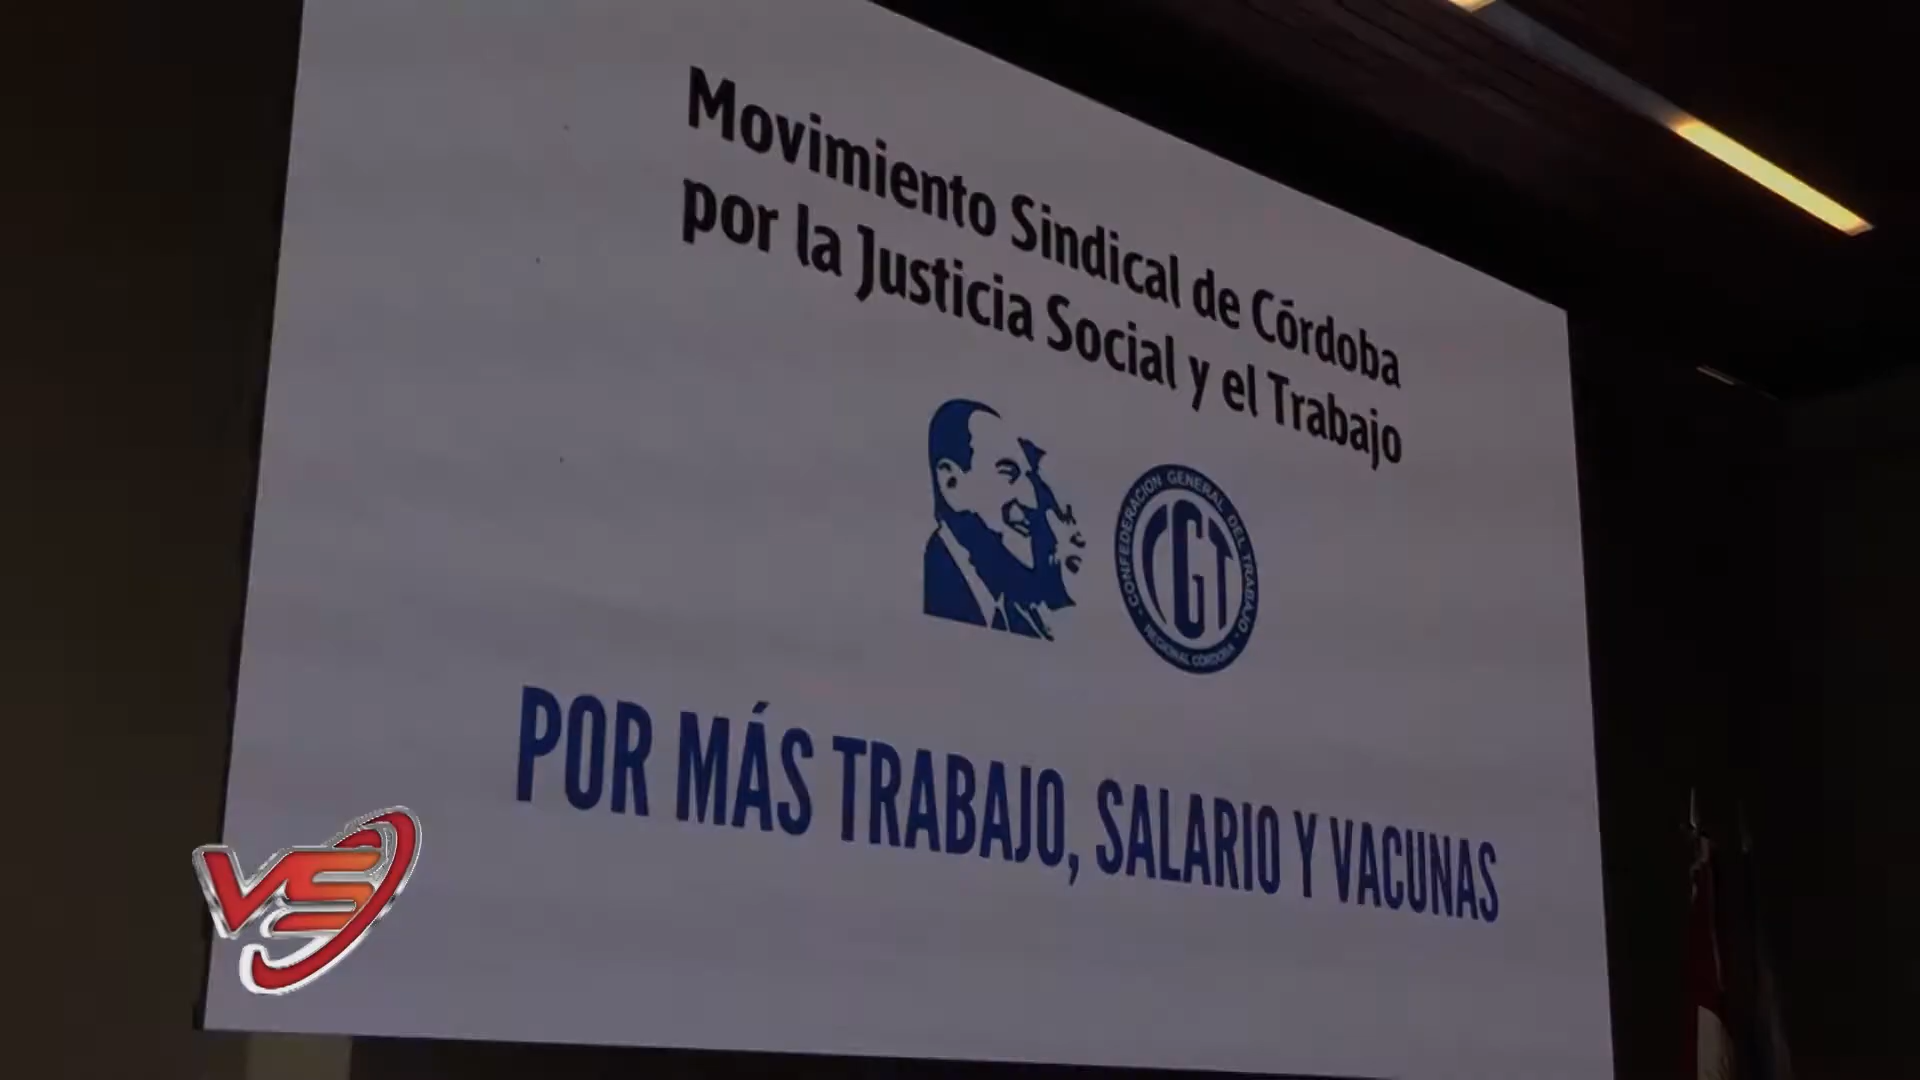 Movimiento Sindical de Córdoba
por la Justicia Social y el Trabajo
CONFEDERACION GENERAL DEL TRABAJO
CGT
REGIONAL CÓRDOBA
POR MÁS TRABAJO, SALARIO Y VACUNAS
VS